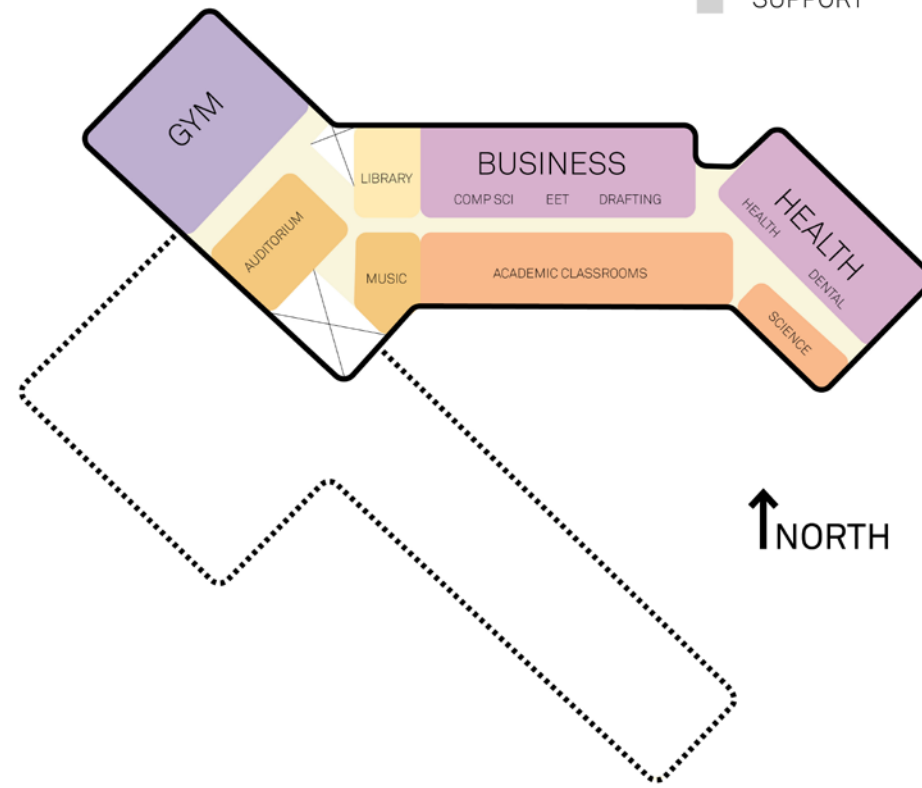 SUPPORT
GYM
LIBRARY
BUSINESS
COMP SCI EET DRAFTING
AUDITORIUM
MUSIC
ACADEMIC CLASSROOMS
HEALTH
HEALTH
DENTAL
SCIENCE
NORTH